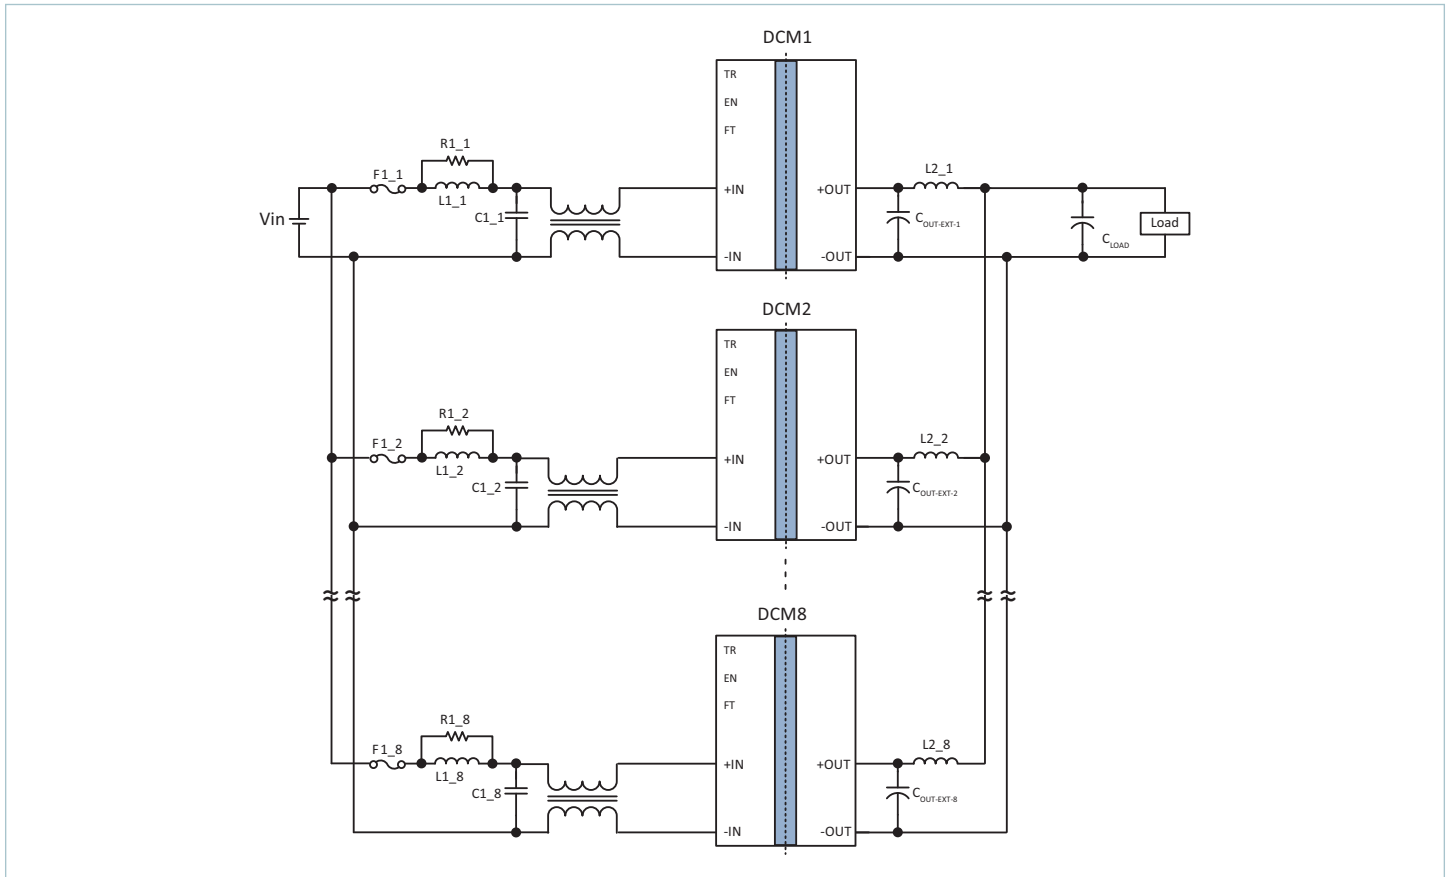 DCM1
TR
EN
FT
R1_1
F1_1
L1_1
C1_1
Vin
+IN
-IN
+OUT
-OUT
L2_1
COUT-EXT-1
CLOAD
Load
DCM2
TR
EN
FT
R1_2
F1_2
L1_2
C1_2
+IN
-IN
+OUT
-OUT
L2_2
COUT-EXT-2
DCM8
TR
EN
FT
R1_8
F1_8
L1_8
C1_8
+IN
-IN
+OUT
-OUT
L2_8
COUT-EXT-8